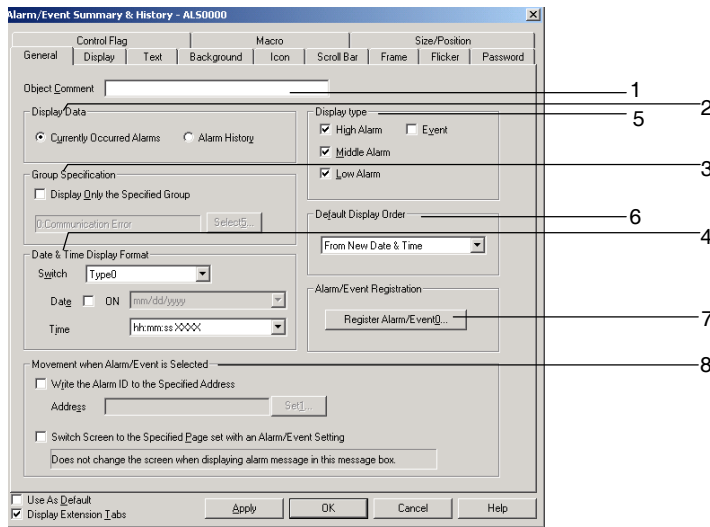 Alarm/Event Summary & History - ALS0000
Control Flag Macro Size/Position
General Display Text Background Icon Scroll Bar Frame Flicker Password
Object Comment 1
Display Data 2
Currently Occurred Alarms Alarm History
Display type 5
High Alarm Event
Middle Alarm
Low Alarm
Group Specification 3
Display Only the Specified Group
0:Communication Error Select5...
Default Display Order 6
From New Date & Time
Date & Time Display Format 4
Switch Type0
Date ON mm/dd/yyyy
Time hh:mm:ss XXXX
Alarm/Event Registration
Register Alarm/Event0... 7
Movement when Alarm/Event is Selected 8
Write the Alarm ID to the Specified Address
Address Set1...
Switch Screen to the Specified Page set with an Alarm/Event Setting
Does not change the screen when displaying alarm message in this message box.
Use As Default
Display Extension Tabs
Apply OK Cancel Help